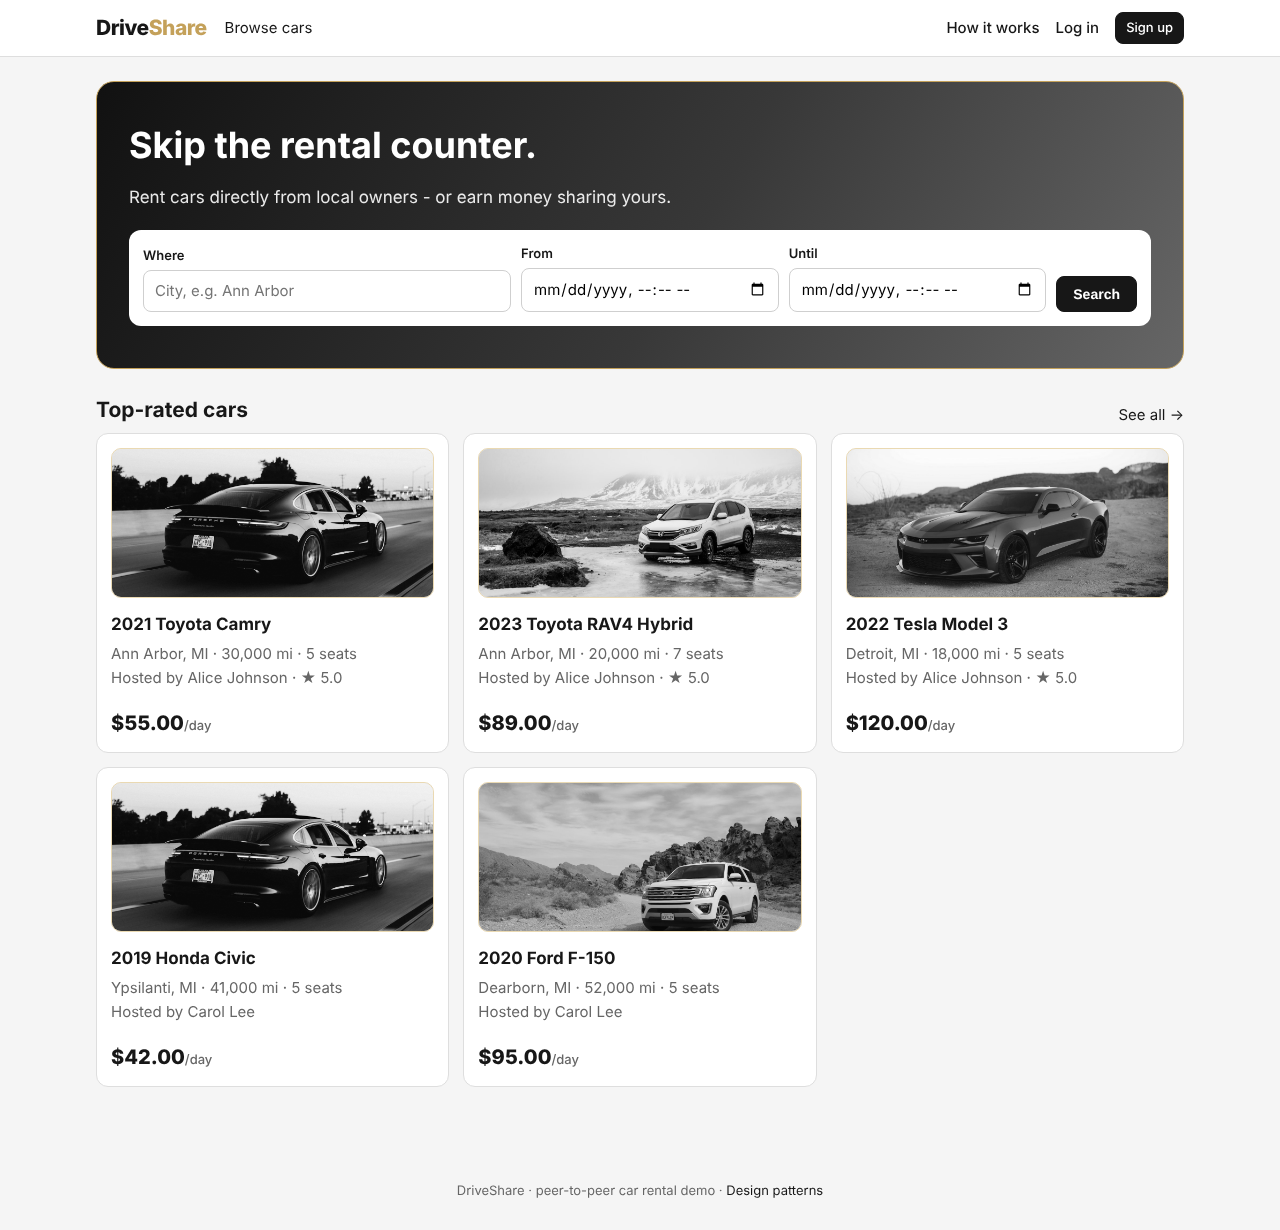 DriveShare Browse cars How it works Log in Sign up
Skip the rental counter.
Rent cars directly from local owners - or earn money sharing yours.
Where From Until
City, e.g. Ann Arbor mm/dd/yyyy, --:-- -- mm/dd/yyyy, --:-- -- Search
Top-rated cars See all →
2021 Toyota Camry
Ann Arbor, MI · 30,000 mi · 5 seats
Hosted by Alice Johnson · ★ 5.0
$55.00/day
2023 Toyota RAV4 Hybrid
Ann Arbor, MI · 20,000 mi · 7 seats
Hosted by Alice Johnson · ★ 5.0
$89.00/day
2022 Tesla Model 3
Detroit, MI · 18,000 mi · 5 seats
Hosted by Alice Johnson · ★ 5.0
$120.00/day
2019 Honda Civic
Ypsilanti, MI · 41,000 mi · 5 seats
Hosted by Carol Lee
$42.00/day
2020 Ford F-150
Dearborn, MI · 52,000 mi · 5 seats
Hosted by Carol Lee
$95.00/day
DriveShare · peer-to-peer car rental demo · Design patterns